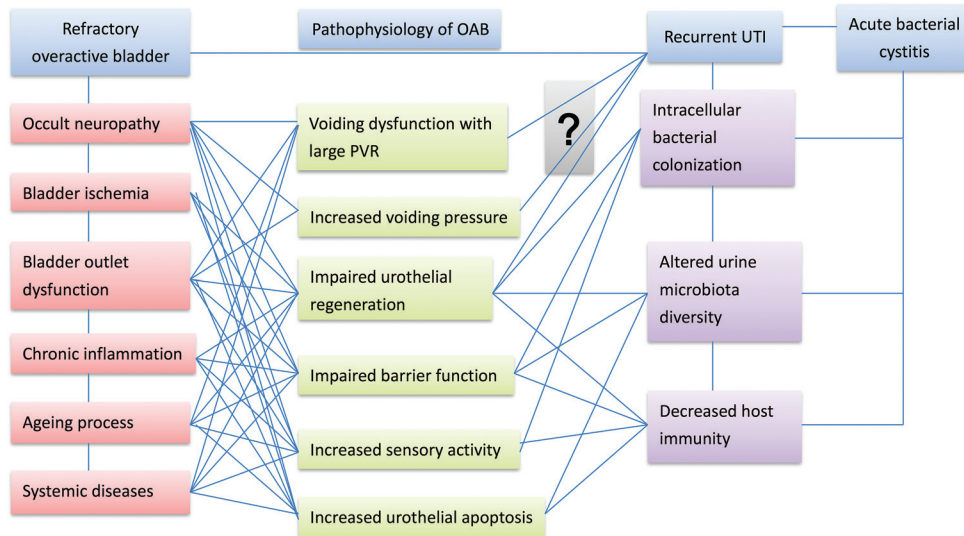 Refractory
overactive bladder
Pathophysiology of OAB
Recurrent UTI
Acute bacterial
cystitis
Occult neuropathy
Bladder ischemia
Bladder outlet
dysfunction
Chronic inflammation
Ageing process
Systemic diseases
Voiding dysfunction with
large PVR
Increased voiding pressure
Impaired urothelial
regeneration
Impaired barrier function
Increased sensory activity
Increased urothelial apoptosis
?
Intracellular
bacterial
colonization
Altered urine
microbiota
diversity
Decreased host
immunity